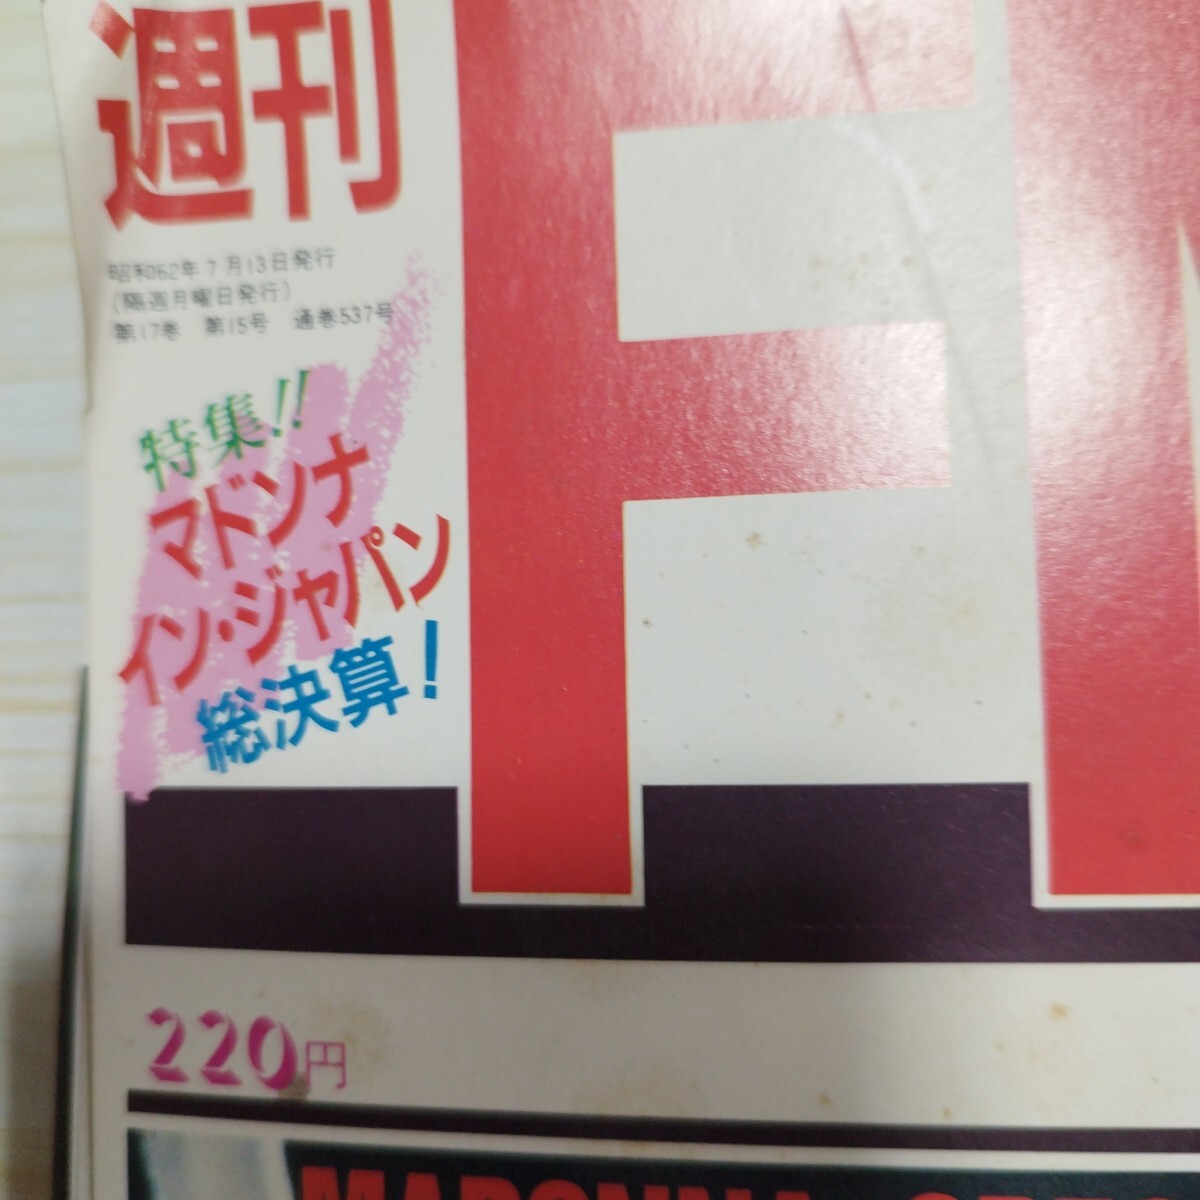 週刊
昭和62年7月13日発行
(隔週月曜日発行)
第17巻 第15号 通巻537号
F
特集!!
マドンナ
イン・ジャパン
総決算!
220円
MADONNA